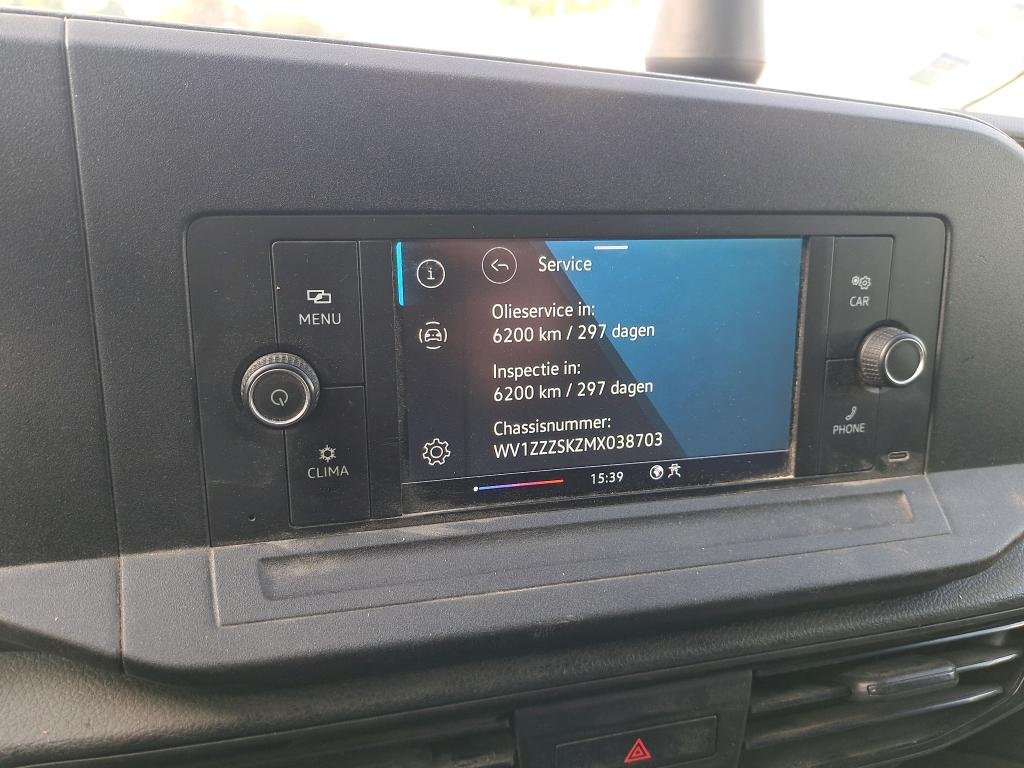 MENU
CLIMA
Service
Olieservice in:
6200 km / 297 dagen
Inspectie in:
6200 km / 297 dagen
Chassisnummer:
WV1ZZZSKZMX038703
15:39
CAR
PHONE